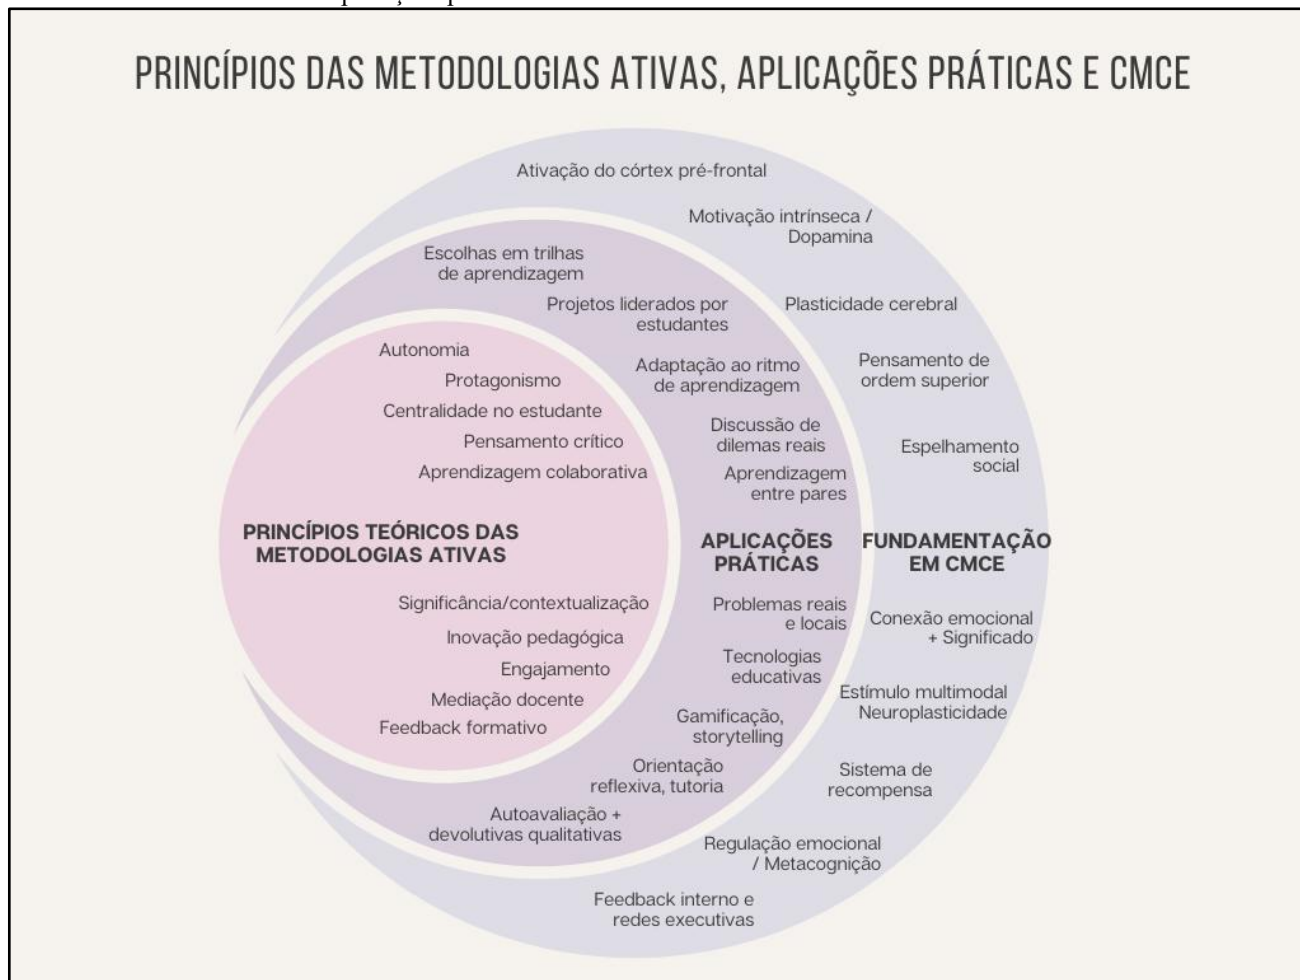 PRINCÍPIOS DAS METODOLOGIAS ATIVAS, APLICAÇÕES PRÁTICAS E CMCE
Ativação do córtex pré-frontal
Motivação intrínseca /
Dopamina
Plasticidade cerebral
Pensamento de
ordem superior
Espelhamento
social
FUNDAMENTAÇÃO
EM CMCE
Conexão emocional
+ Significado
Estímulo multimodal
Neuroplasticidade
Sistema de
recompensa
Regulação emocional
/ Metacognição
Feedback interno e
redes executivas
Escolhas em trilhas
de aprendizagem
Projetos liderados por
estudantes
Adaptação ao ritmo
de aprendizagem
Discussão de
dilemas reais
Aprendizagem
entre pares
APLICAÇÕES
PRÁTICAS
Problemas reais
e locais
Tecnologias
educativas
Gamificação,
storytelling
Orientação
reflexiva, tutoria
Autoavaliação +
devolutivas qualitativas
Autonomia
Protagonismo
Centralidade no estudante
Pensamento crítico
Aprendizagem colaborativa
PRINCÍPIOS TEÓRICOS DAS
METODOLOGIAS ATIVAS
Significância/contextualização
Inovação pedagógica
Engajamento
Mediação docente
Feedback formativo